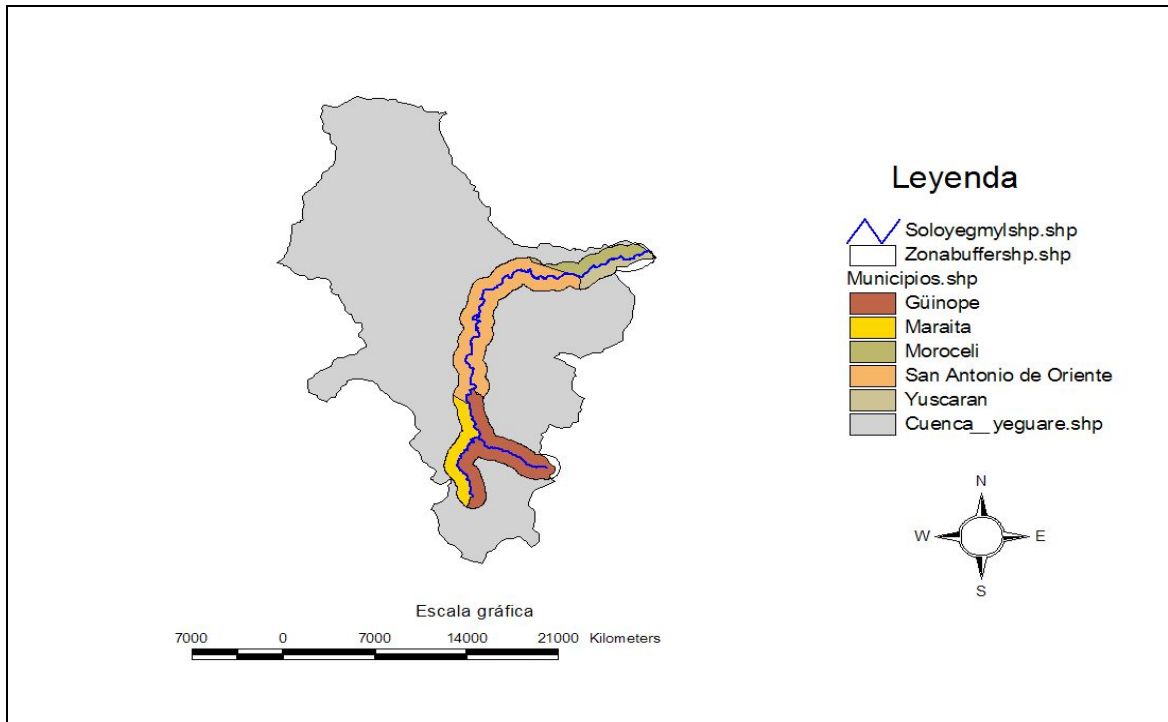 Leyenda
Soloyegmylshp.shp
Zonabuffershp.shp
Municipios.shp
Güinope
Maraita
Moroceli
San Antonio de Oriente
Yuscaran
Cuenca__yeguare.shp
N
W E
S
Escala gráfica
7000 0 7000 14000 21000 Kilometers